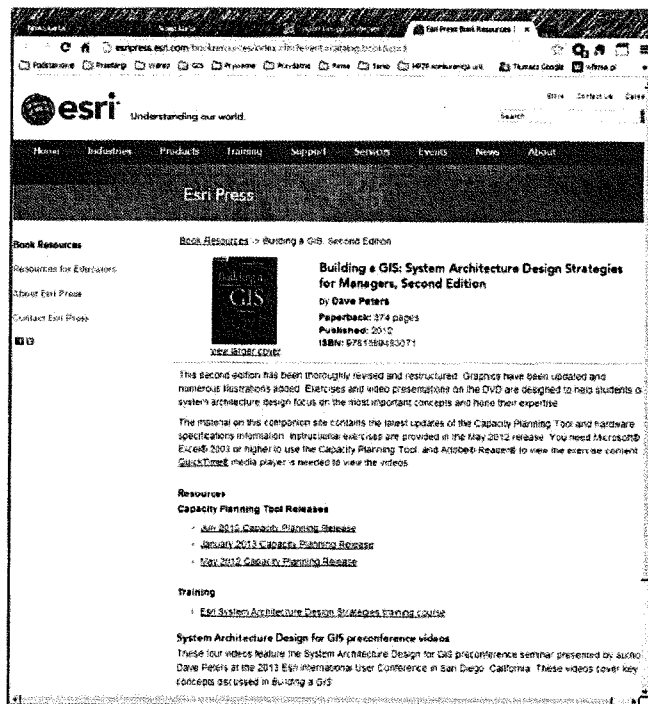 Esri Press Book Resources
esripress.esri.com/bookresources/index.
Prywatne
Tłumacz Google
esri
Understanding our world.
Store Contact Us
Search
Home Industries Products Training Support Services Events News About
Esri Press
Book Resources
Resources for Educators
About Esri Press
Contact Esri Press
Book Resources -> Building a GIS, Second Edition
GIS
view larger cover
Building a GIS: System Architecture Design Strategies
for Managers, Second Edition
by Dave Peters
Paperback: 374 pages
Published: 2012
ISBN:
This second edition has been thoroughly revised and restructured. Graphics have been updated and
numerous illustrations added. Exercises and video presentations on the DVD are designed to help students
system architecture design focus on the most important concepts and hone their expertise.
The material on this companion site contains the latest updates of the Capacity Planning Tool and hardware
specifications information. Instructional exercises are provided in the May 2012 release. You need Microsoft®
Excel® 2003 or higher to use the Capacity Planning Tool, and Adobe® Reader® to view the exercise content.
QuickTime® media player is needed to view the videos.
Resources
Capacity Planning Tool Releases
Capacity Planning Release
January 2013 Capacity Planning Release
May 2012 Capacity Planning Release
Training
Esri System Architecture Design Strategies training course
System Architecture Design for GIS preconference videos
These four videos feature the System Architecture Design for GIS preconference seminar presented by
Dave Peters at the 2013 Esri International User Conference in San Diego, California. These videos cover key
concepts discussed in Building a GIS